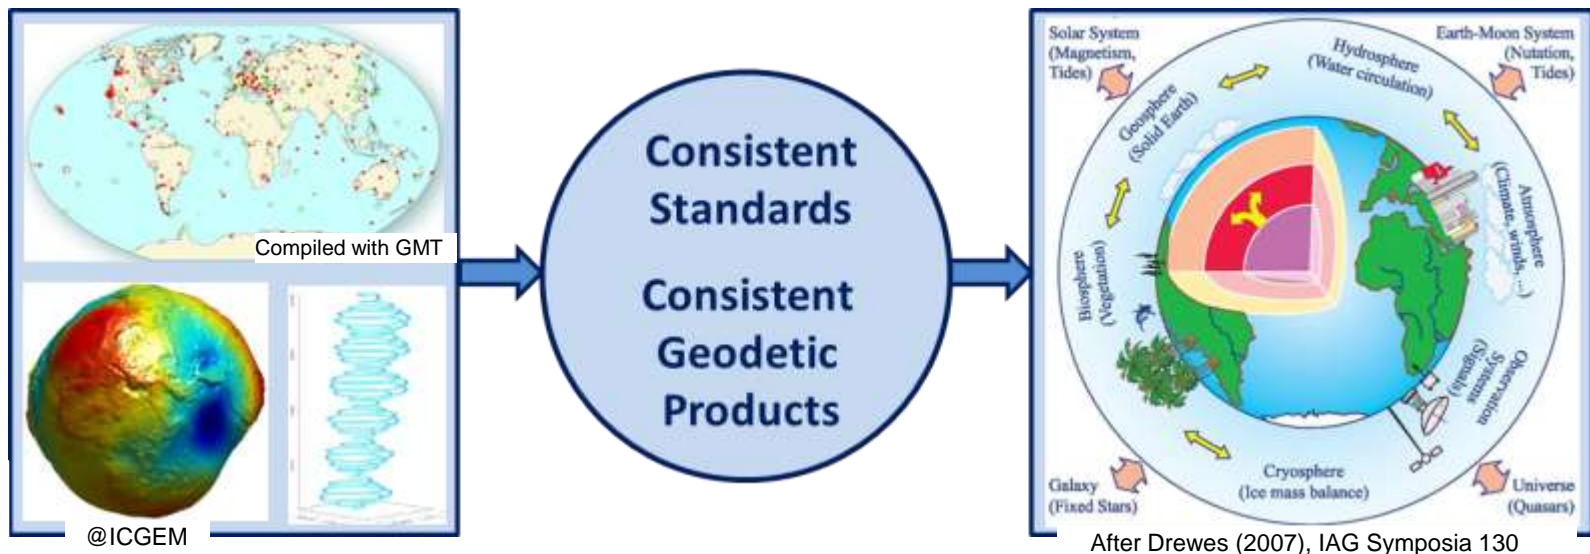 Compiled with GMT
@ICGEM
Consistent
Standards
Consistent
Geodetic
Products
Solar System
(Magnetism,
Tides)
Earth-Moon System
(Nutation,
Tides)
Hydrosphere
(Water circulation)
Geosphere
(Solid Earth)
Atmosphere
(Climate, winds, ...)
Biosphere
(Vegetation)
Observation
Systems
(Signals)
Cryosphere
(Ice mass balance)
Galaxy
(Fixed Stars)
Universe
(Quasars)
After Drewes (2007), IAG Symposia 130